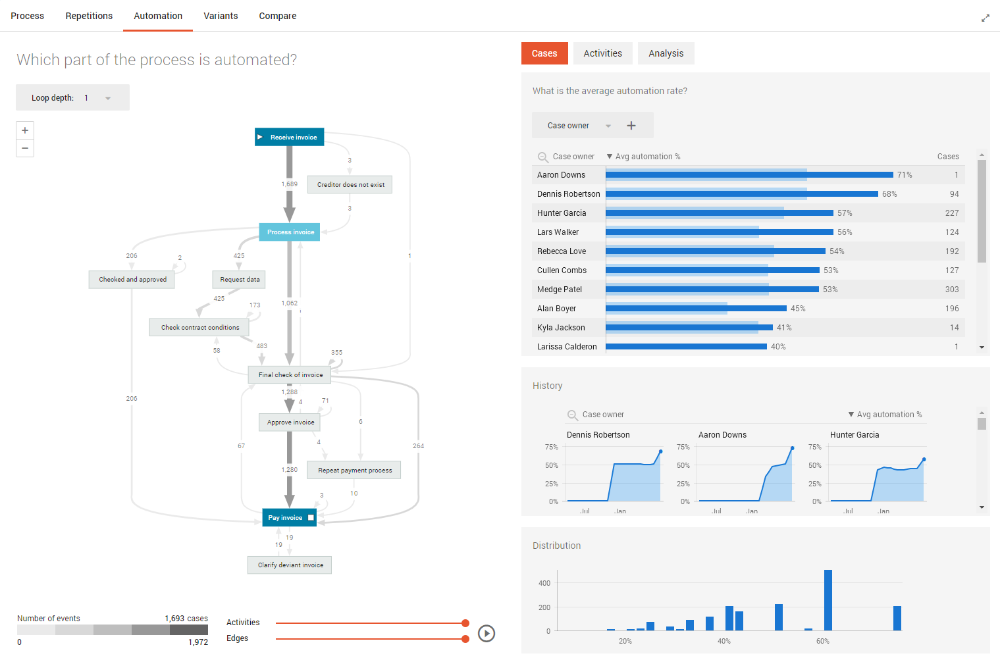 Process Repetitions Automation Variants Compare
Which part of the process is automated?
Loop depth: 1
+
−
Receive invoice
3
1,689
Creditor does not exist
3
Process invoice
206
2
425
1
Checked and approved
Request data
425
173
1,062
Check contract conditions
483
58
355
Final check of invoice
1,288
4
71
206
Approve invoice
6
4
67
264
1,280
Repeat payment process
3
10
Pay invoice
19
19
Clarify deviant invoice
Number of events 1,693 cases
0 1,972
Activities
Edges
Cases Activities Analysis
What is the average automation rate?
Case owner +
Case owner ▼ Avg automation % Cases
Aaron Downs 71% 1
Dennis Robertson 68% 94
Hunter Garcia 57% 227
Lars Walker 56% 124
Rebecca Love 54% 192
Cullen Combs 53% 127
Medge Patel 53% 303
Alan Boyer 45% 196
Kyla Jackson 41% 14
Larissa Calderon 40% 1
History
Case owner ▼ Avg automation %
Dennis Robertson Aaron Downs Hunter Garcia
75% 75% 75%
50% 50% 50%
25% 25% 25%
0% 0% 0%
Jul Jan Jul Jan Jul Jan
Distribution
400
200
0
20% 40% 60%